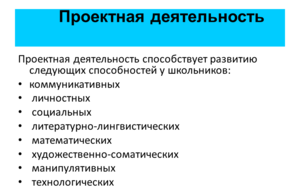 Проектная деятельность
Проектная деятельность способствует развитию
следующих способностей у школьников:
• коммуникативных
• личностных
• социальных
• литературно-лингвистических
• математических
• художественно-соматических
• манипулятивных
• технологических